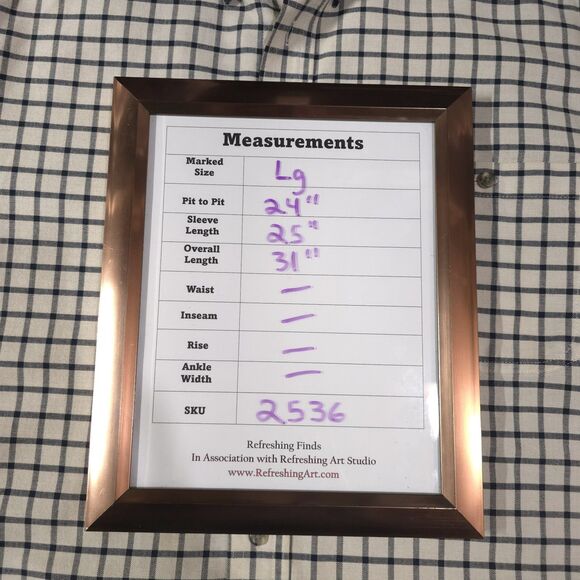 Measurements
Marked Size Lg
Pit to Pit 24"
Sleeve Length 25"
Overall Length 31"
Waist —
Inseam —
Rise —
Ankle Width —
SKU 2536
Refreshing Finds
In Association with Refreshing Art Studio
www.RefreshingArt.com